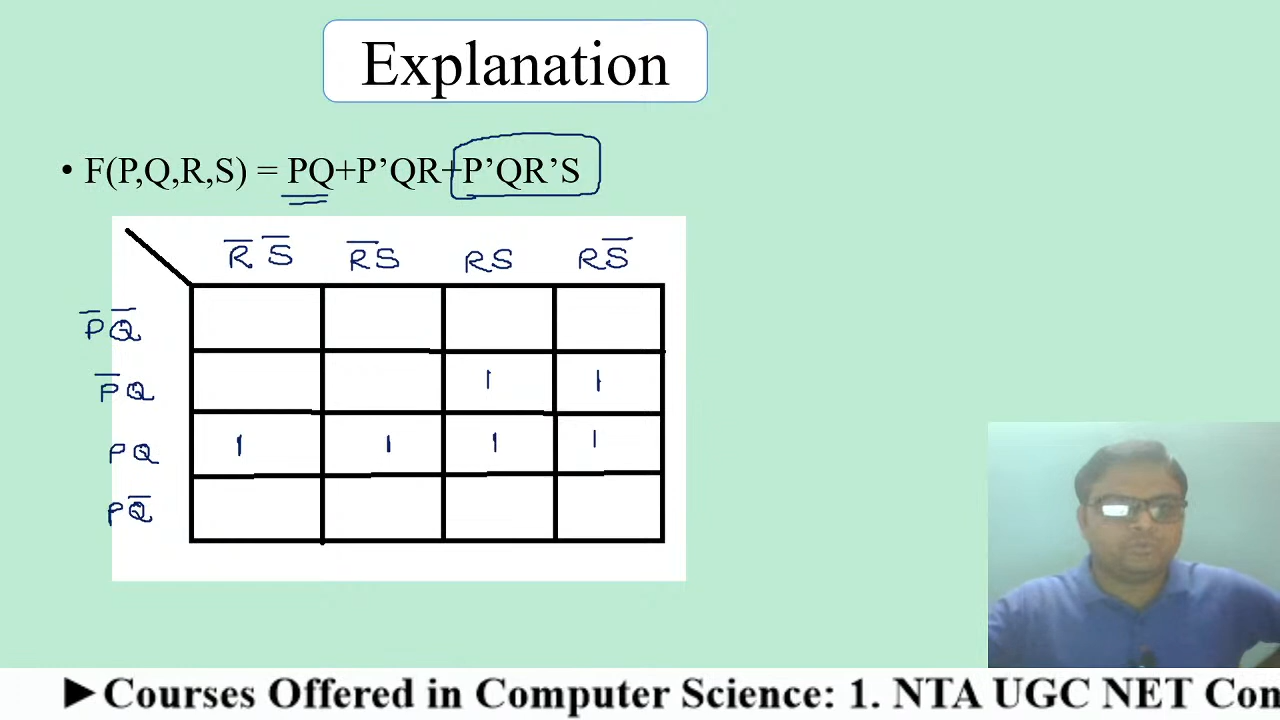 Explanation
• F(P,Q,R,S) = PQ+P’QR+P’QR’S
R̅ S̅ R̅S RS RS̅
P̅Q̅
P̅Q 1 1
PQ 1 1 1 1
PQ̅
►Courses Offered in Computer Science: 1. NTA UGC NET Con